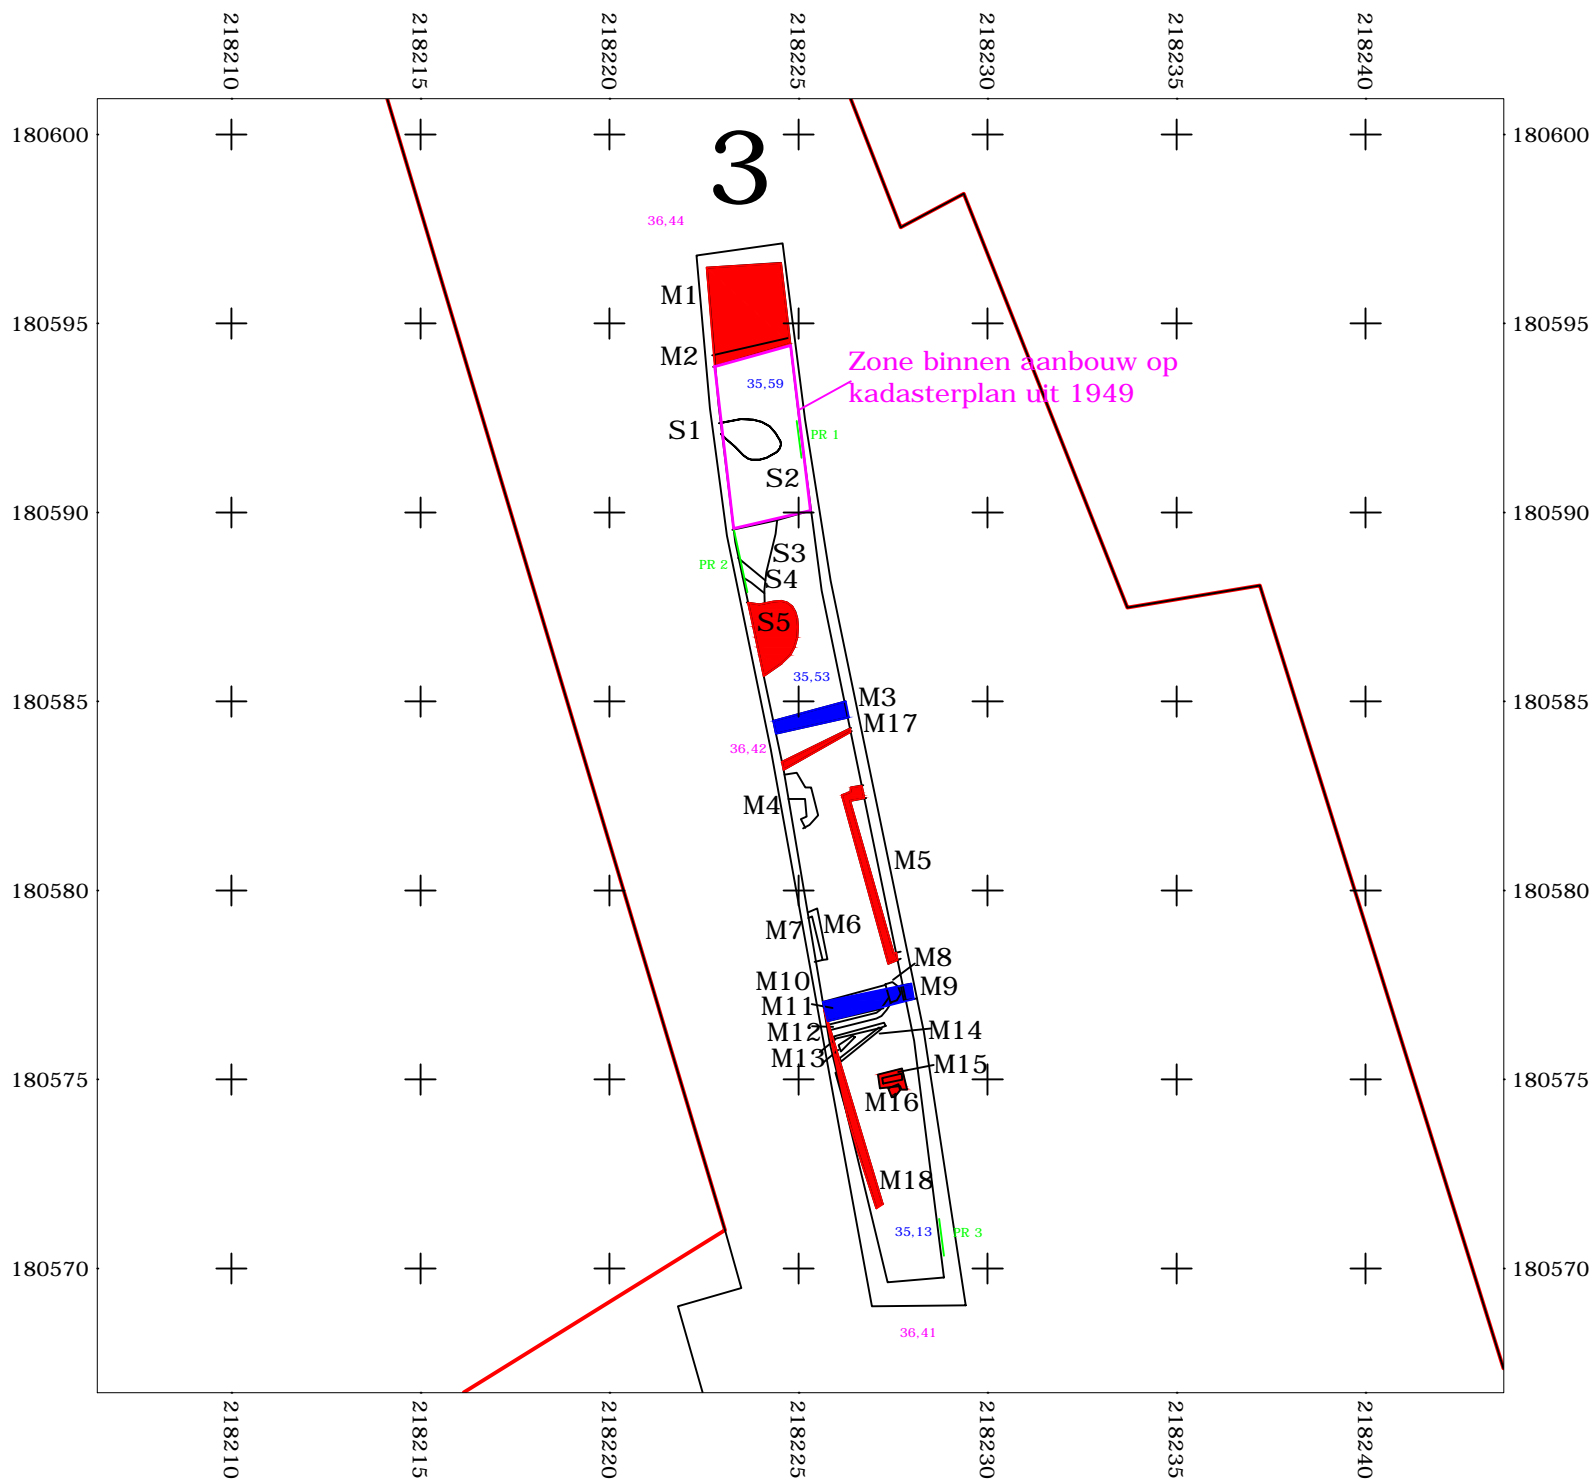 218210
218215
218220
218225
218230
218235
218240
180600
180600
3
36,44
M1
180595
180595
M2
Zone binnen aanbouw op
kadasterplan uit 1949
35,59
S1
PR 1
S2
180590
180590
S3
PR 2
S4
S5
35,53
M3
180585
180585
M17
36,42
M4
M5
180580
180580
M6
M7
M8
M10
M9
M11
M12
M14
M13
M15
180575
180575
M16
M18
35,13
PR 3
180570
180570
36,41
218210
218215
218220
218225
218230
218235
218240